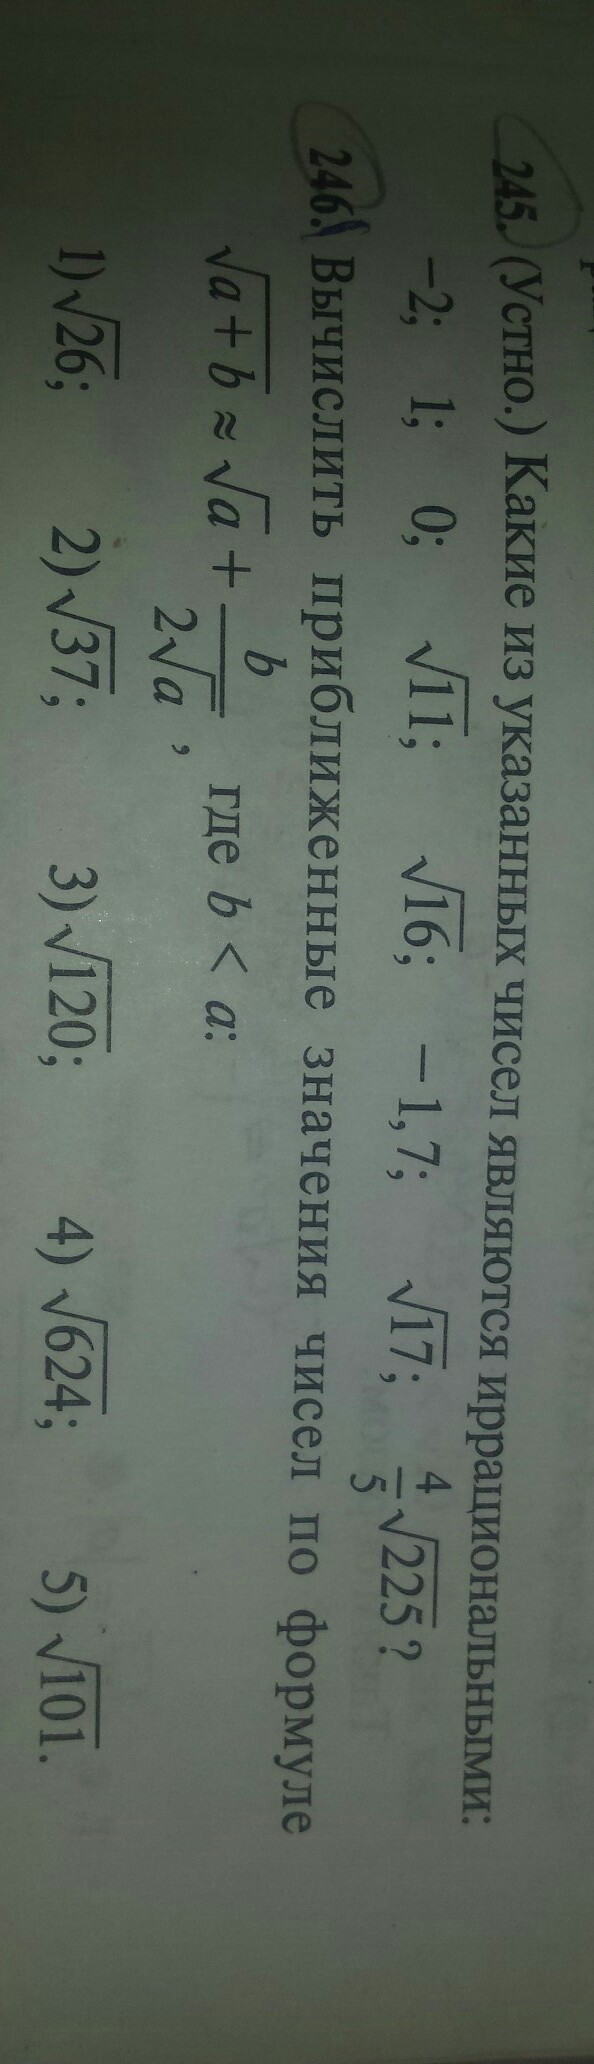 245. (Устно.) Какие из указанных чисел являются иррациональными:
−2; 1; 0; √11; √16; −1,7; √17; 4/5 √225 ?
246. Вычислить приближенные значения чисел по формуле
√(a + b) ≈ √a + b/(2√a), где b < a:
1) √26; 2) √37; 3) √120; 4) √624; 5) √101.